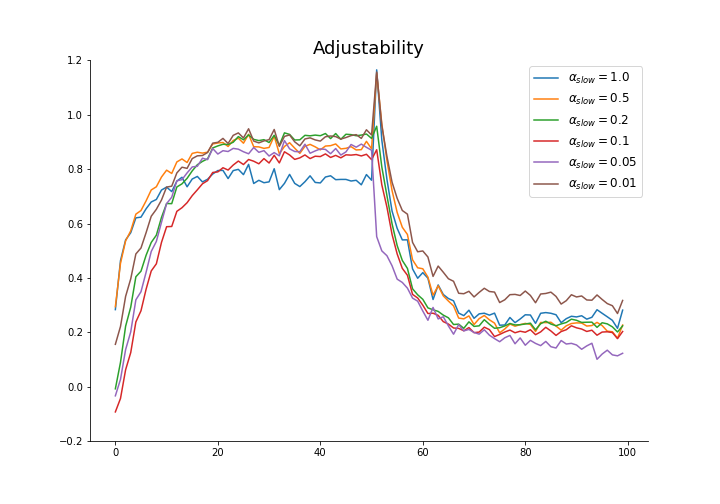 Adjustability
1.2
1.0
0.8
0.6
0.4
0.2
0.0
−0.2
0
20
40
60
80
100
α_slow = 1.0
α_slow = 0.5
α_slow = 0.2
α_slow = 0.1
α_slow = 0.05
α_slow = 0.01